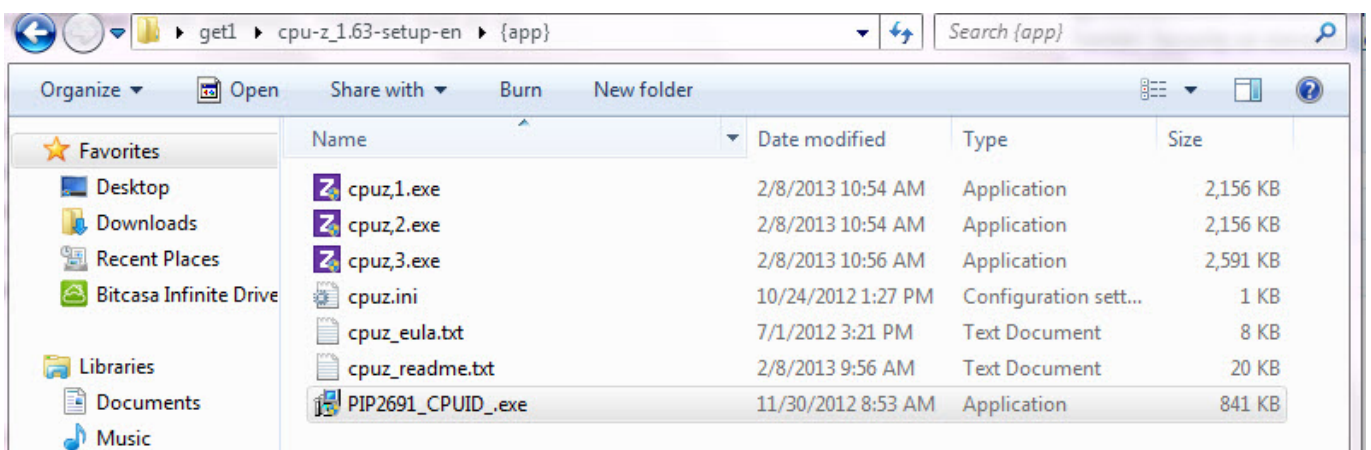 get1 ▸ cpu-z_1.63-setup-en ▸ {app} Search {app}
Organize Open Share with Burn New folder
Name Date modified Type Size
Favorites
Desktop cpuz,1.exe 2/8/2013 10:54 AM Application 2,156 KB
Downloads cpuz,2.exe 2/8/2013 10:54 AM Application 2,156 KB
Recent Places cpuz,3.exe 2/8/2013 10:56 AM Application 2,591 KB
Bitcasa Infinite Drive cpuz.ini 10/24/2012 1:27 PM Configuration sett... 1 KB
cpuz_eula.txt 7/1/2012 3:21 PM Text Document 8 KB
Libraries cpuz_readme.txt 2/8/2013 9:56 AM Text Document 20 KB
Documents PIP2691_CPUID_.exe 11/30/2012 8:53 AM Application 841 KB
Music